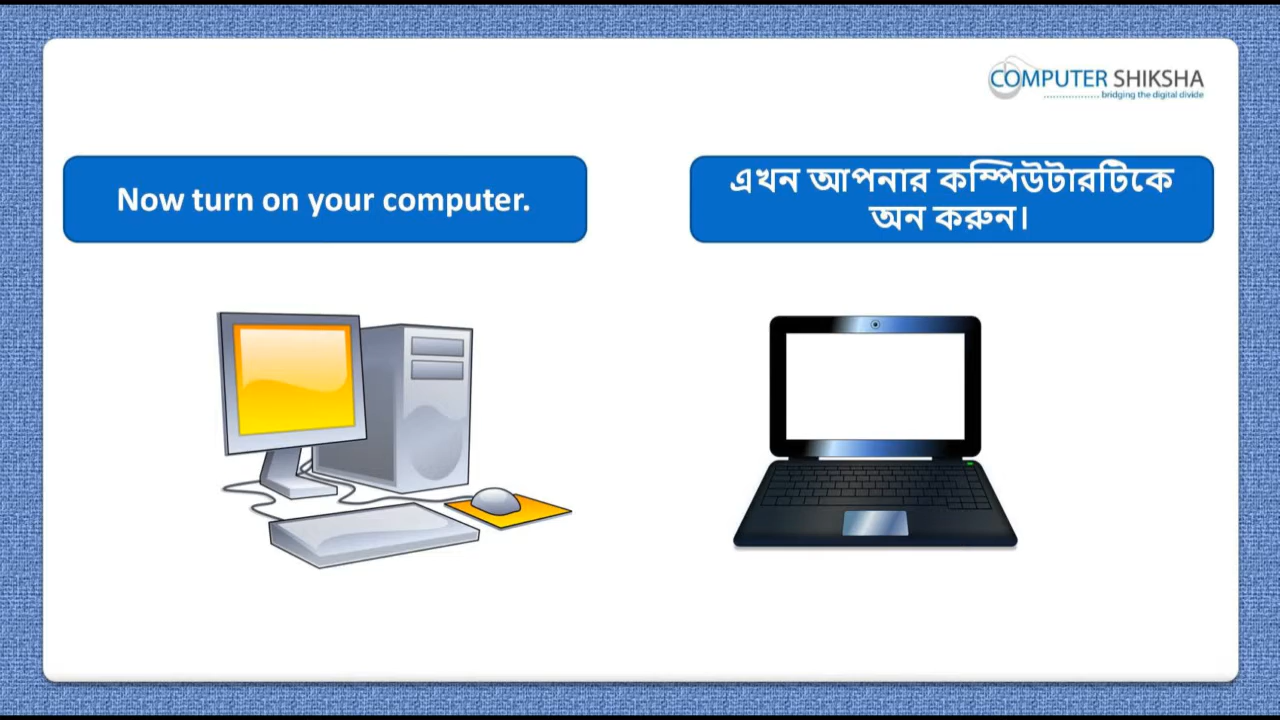 COMPUTER SHIKSHA
................... bridging the digital divide
Now turn on your computer.
এখন আপনার কম্পিউটারটিকে
অন করুন।